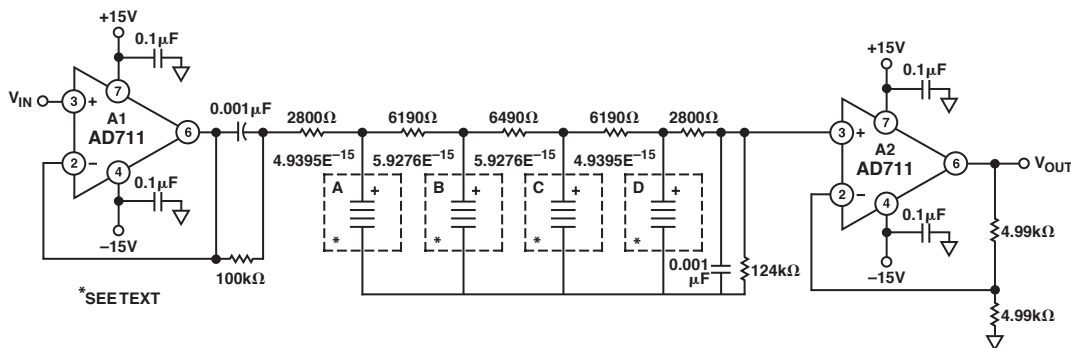 +15V
0.1µF
7
VIN
3
+
A1
AD711
6
2
–
4
0.1µF
–15V
0.001µF
100kΩ
*SEE TEXT
2800Ω
6190Ω
6490Ω
6190Ω
2800Ω
4.9395E–15
5.9276E–15
5.9276E–15
4.9395E–15
A
+
*
B
+
*
C
+
*
D
+
*
0.001
µF
124kΩ
+15V
0.1µF
7
3
+
A2
AD711
6
VOUT
2
–
4
0.1µF
–15V
4.99kΩ
4.99kΩ